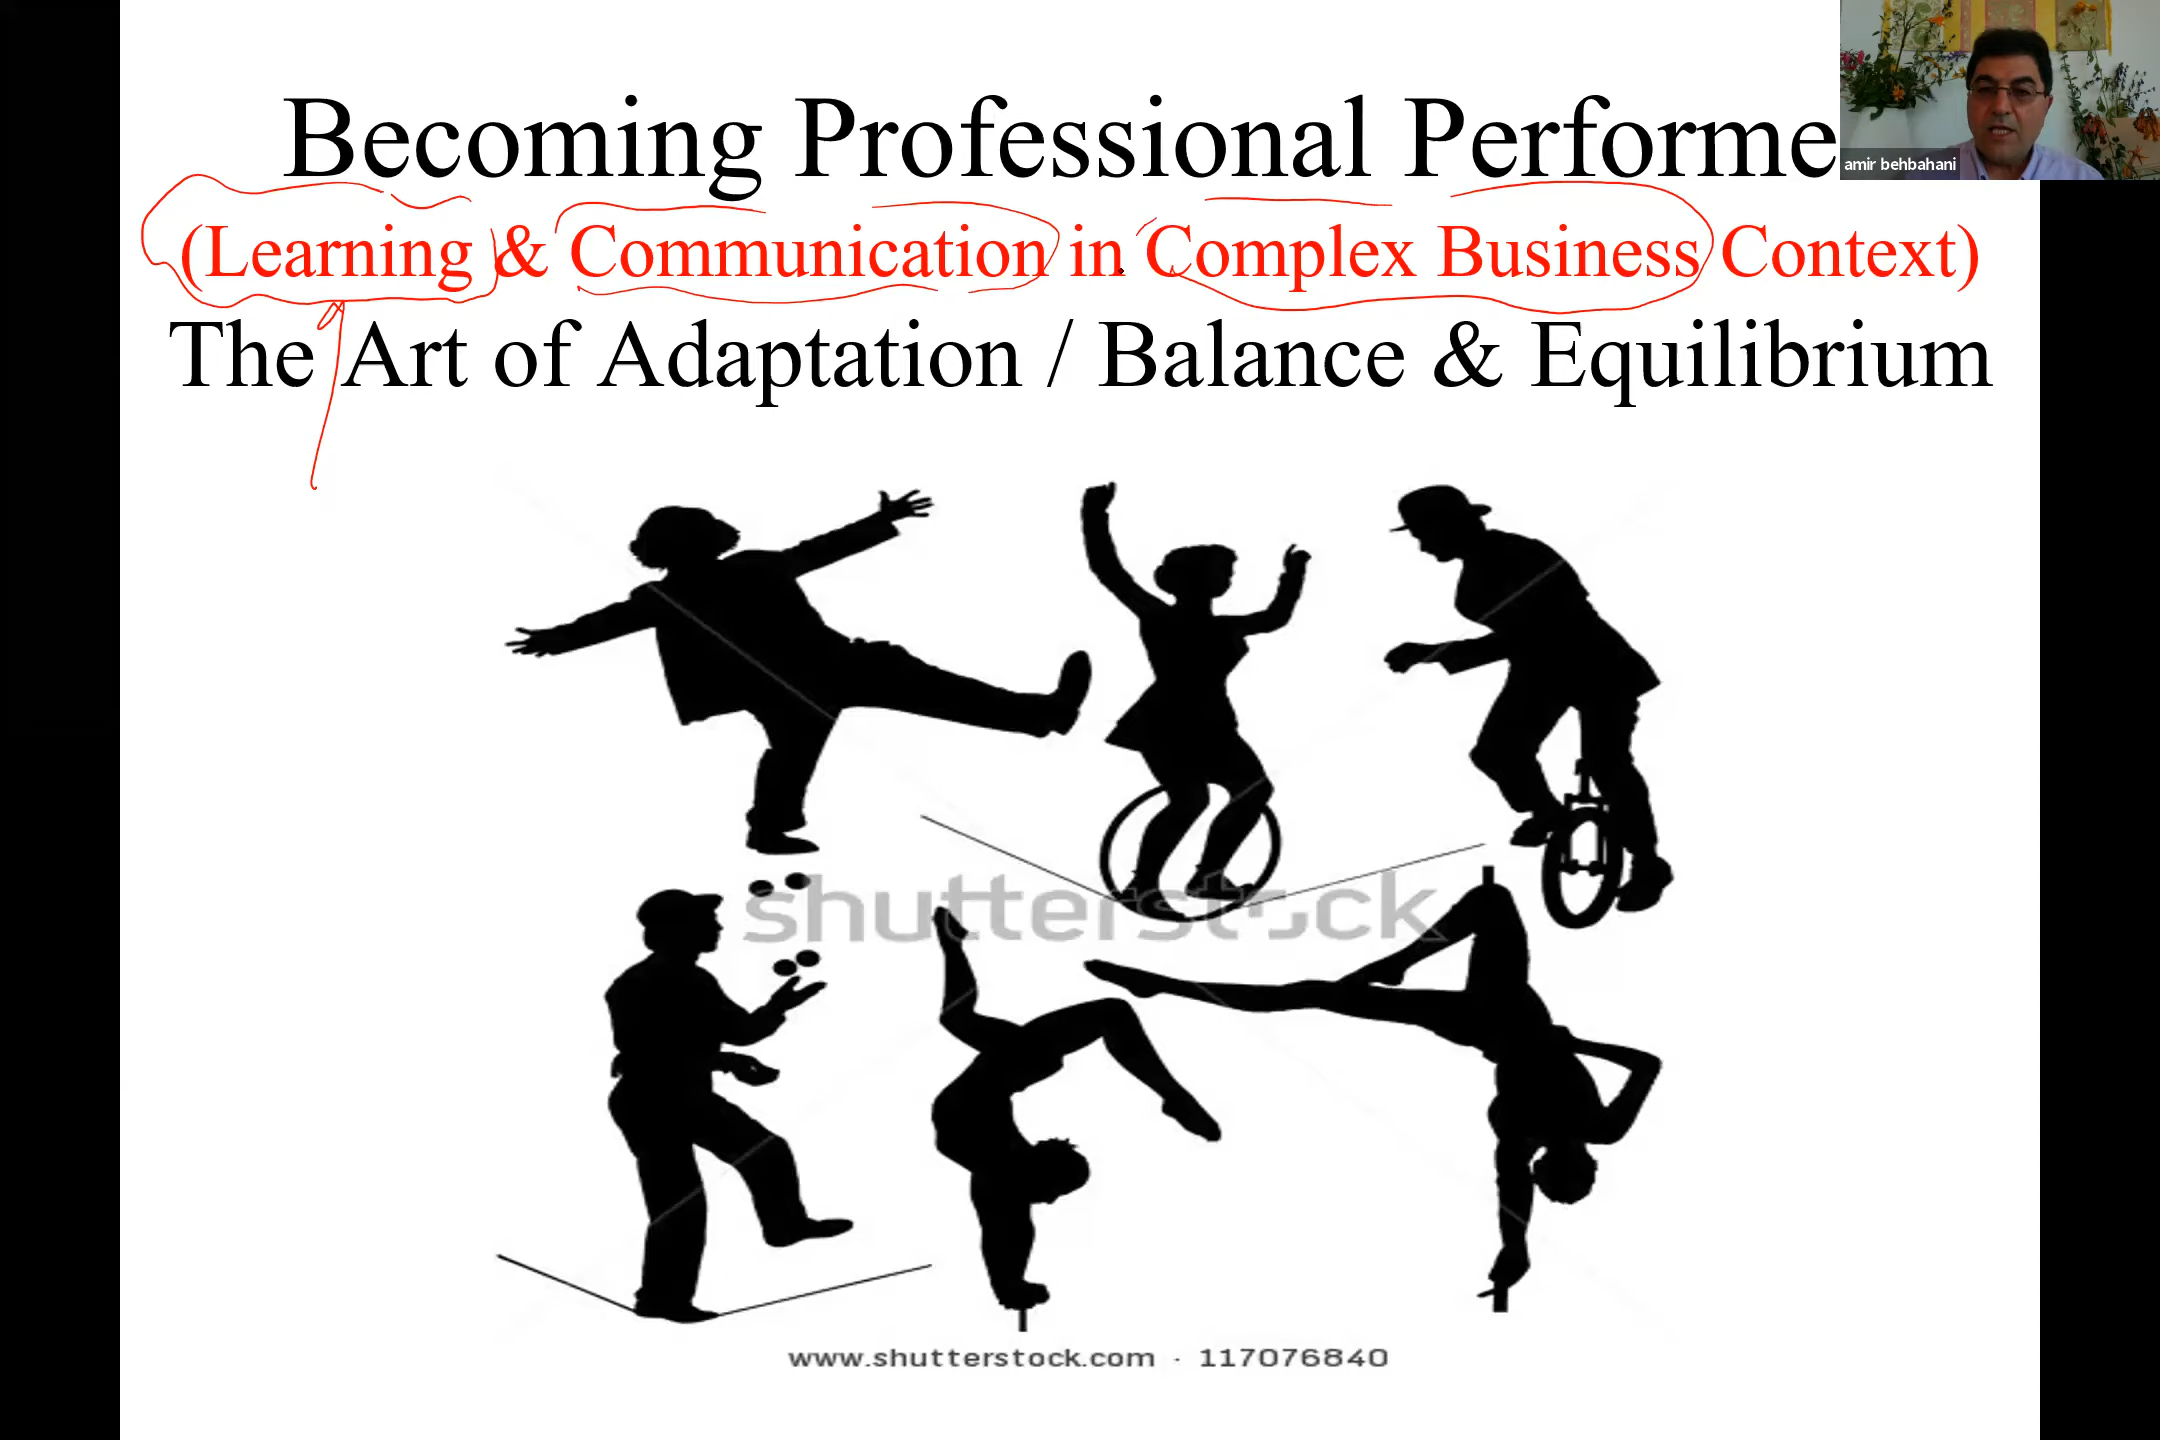 Becoming Professional Performe
amir behbahani
(Learning & Communication in Complex Business Context)
The Art of Adaptation / Balance & Equilibrium
shutterstock
www.shutterstock.com · 117076840